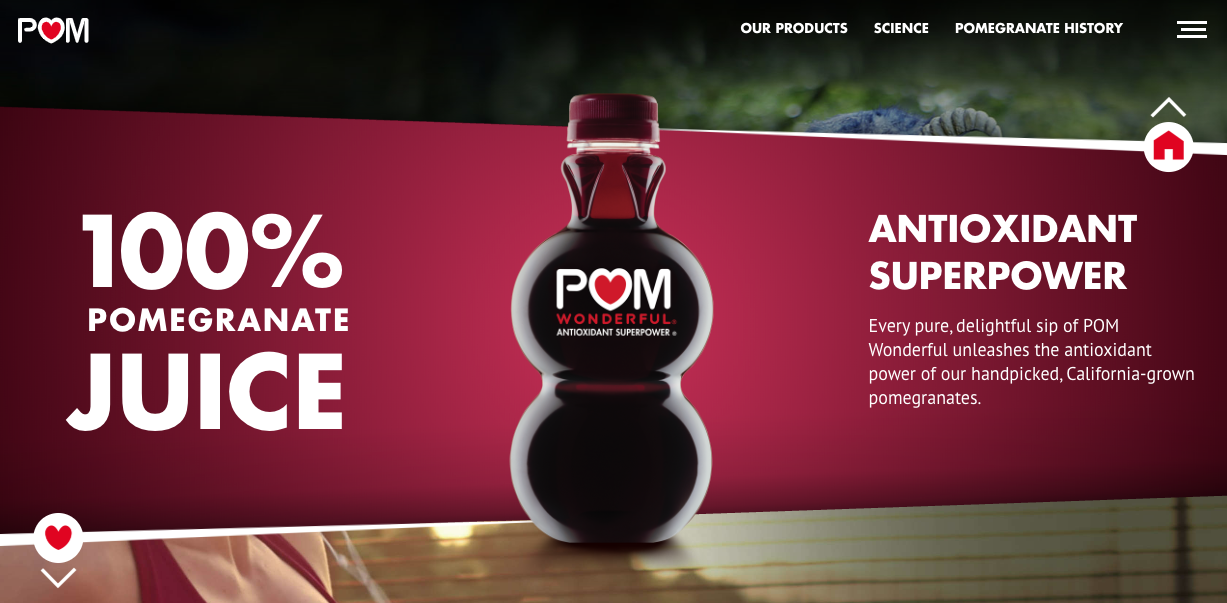 POM
OUR PRODUCTS SCIENCE POMEGRANATE HISTORY
100%
POMEGRANATE
JUICE
POM
WONDERFUL®
ANTIOXIDANT SUPERPOWER®
ANTIOXIDANT
SUPERPOWER
Every pure, delightful sip of POM
Wonderful unleashes the antioxidant
power of our handpicked, California-grown
pomegranates.